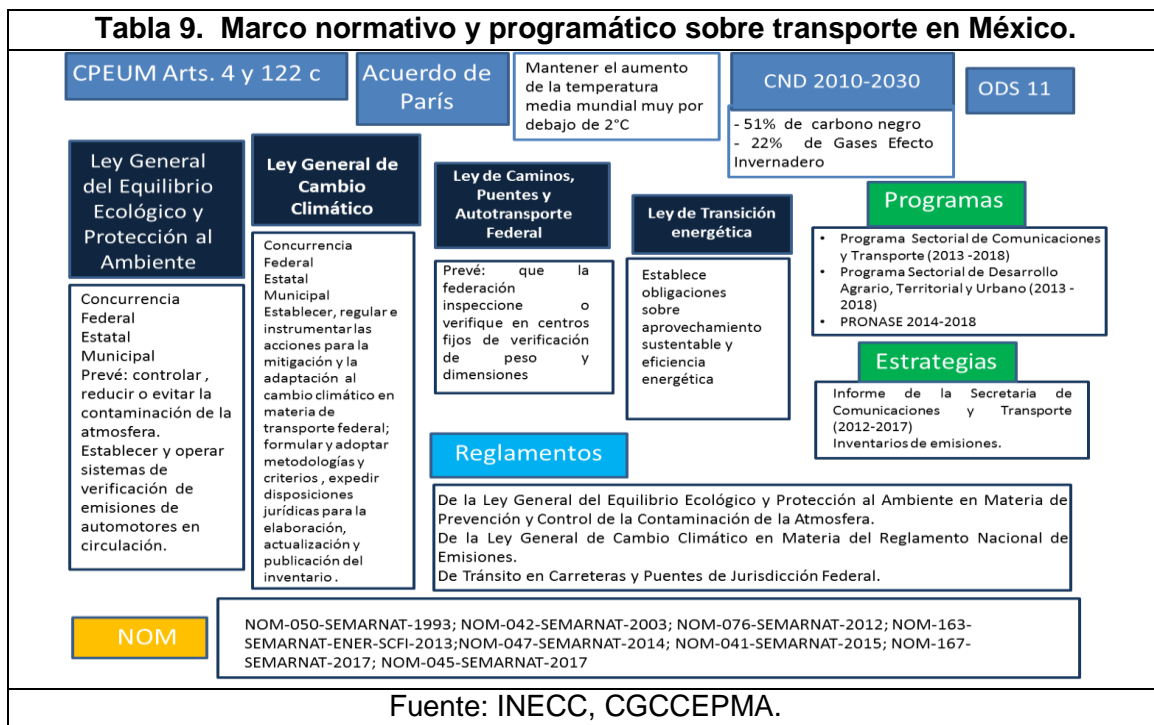 Tabla 9. Marco normativo y programático sobre transporte en México.
CPEUM Arts. 4 y 122 c
Acuerdo de
París
Mantener el aumento
de la temperatura
media mundial muy por
debajo de 2°C
CND 2010-2030
- 51% de carbono negro
- 22% de Gases Efecto
Invernadero
ODS 11
Ley General
del Equilibrio
Ecológico y
Protección al
Ambiente
Concurrencia
Federal
Estatal
Municipal
Prevé: controlar ,
reducir o evitar la
contaminación de la
atmosfera.
Establecer y operar
sistemas de
verificación de
emisiones de
automotores en
circulación.
Ley General de
Cambio
Climático
Concurrencia
Federal
Estatal
Municipal
Establecer, regular e
instrumentar las
acciones para la
mitigación y la
adaptación al
cambio climático en
materia de
transporte federal;
formular y adoptar
metodologías y
criterios , expedir
disposiciones
jurídicas para la
elaboración,
actualización y
publicación del
inventario .
Ley de Caminos,
Puentes y
Autotransporte
Federal
Prevé: que la
federación
inspeccione o
verifique en centros
fijos de verificación
de peso y
dimensiones
Ley de Transición
energética
Establece
obligaciones
sobre
aprovechamiento
sustentable y
eficiencia
energética
Programas
• Programa Sectorial de Comunicaciones
y Transporte (2013 -2018)
• Programa Sectorial de Desarrollo
Agrario, Territorial y Urbano (2013 -
2018)
• PRONASE 2014-2018
Estrategias
Informe de la Secretaria de
Comunicaciones y Transporte
(2012-2017)
Inventarios de emisiones.
Reglamentos
De la Ley General del Equilibrio Ecológico y Protección al Ambiente en Materia de
Prevención y Control de la Contaminación de la Atmosfera.
De la Ley General de Cambio Climático en Materia del Reglamento Nacional de
Emisiones.
De Tránsito en Carreteras y Puentes de Jurisdicción Federal.
NOM
NOM-050-SEMARNAT-1993; NOM-042-SEMARNAT-2003; NOM-076-SEMARNAT-2012; NOM-163-
SEMARNAT-ENER-SCFI-2013;NOM-047-SEMARNAT-2014; NOM-041-SEMARNAT-2015; NOM-167-
SEMARNAT-2017; NOM-045-SEMARNAT-2017
Fuente: INECC, CGCCEPMA.